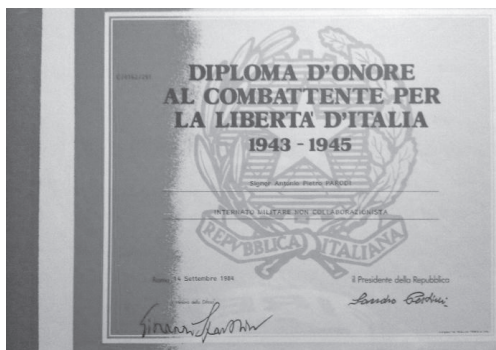 DIPLOMA D'ONORE
AL COMBATTENTE PER
LA LIBERTA' D'ITALIA
1943 - 1945
Signor Antonio Pietro PARODI
INTERNATO MILITARE NON COLLABORAZIONISTA
REPVBBLICA ITALIANA
Roma, 14 Settembre 1984
il Presidente della Repubblica
Sandro Pertini